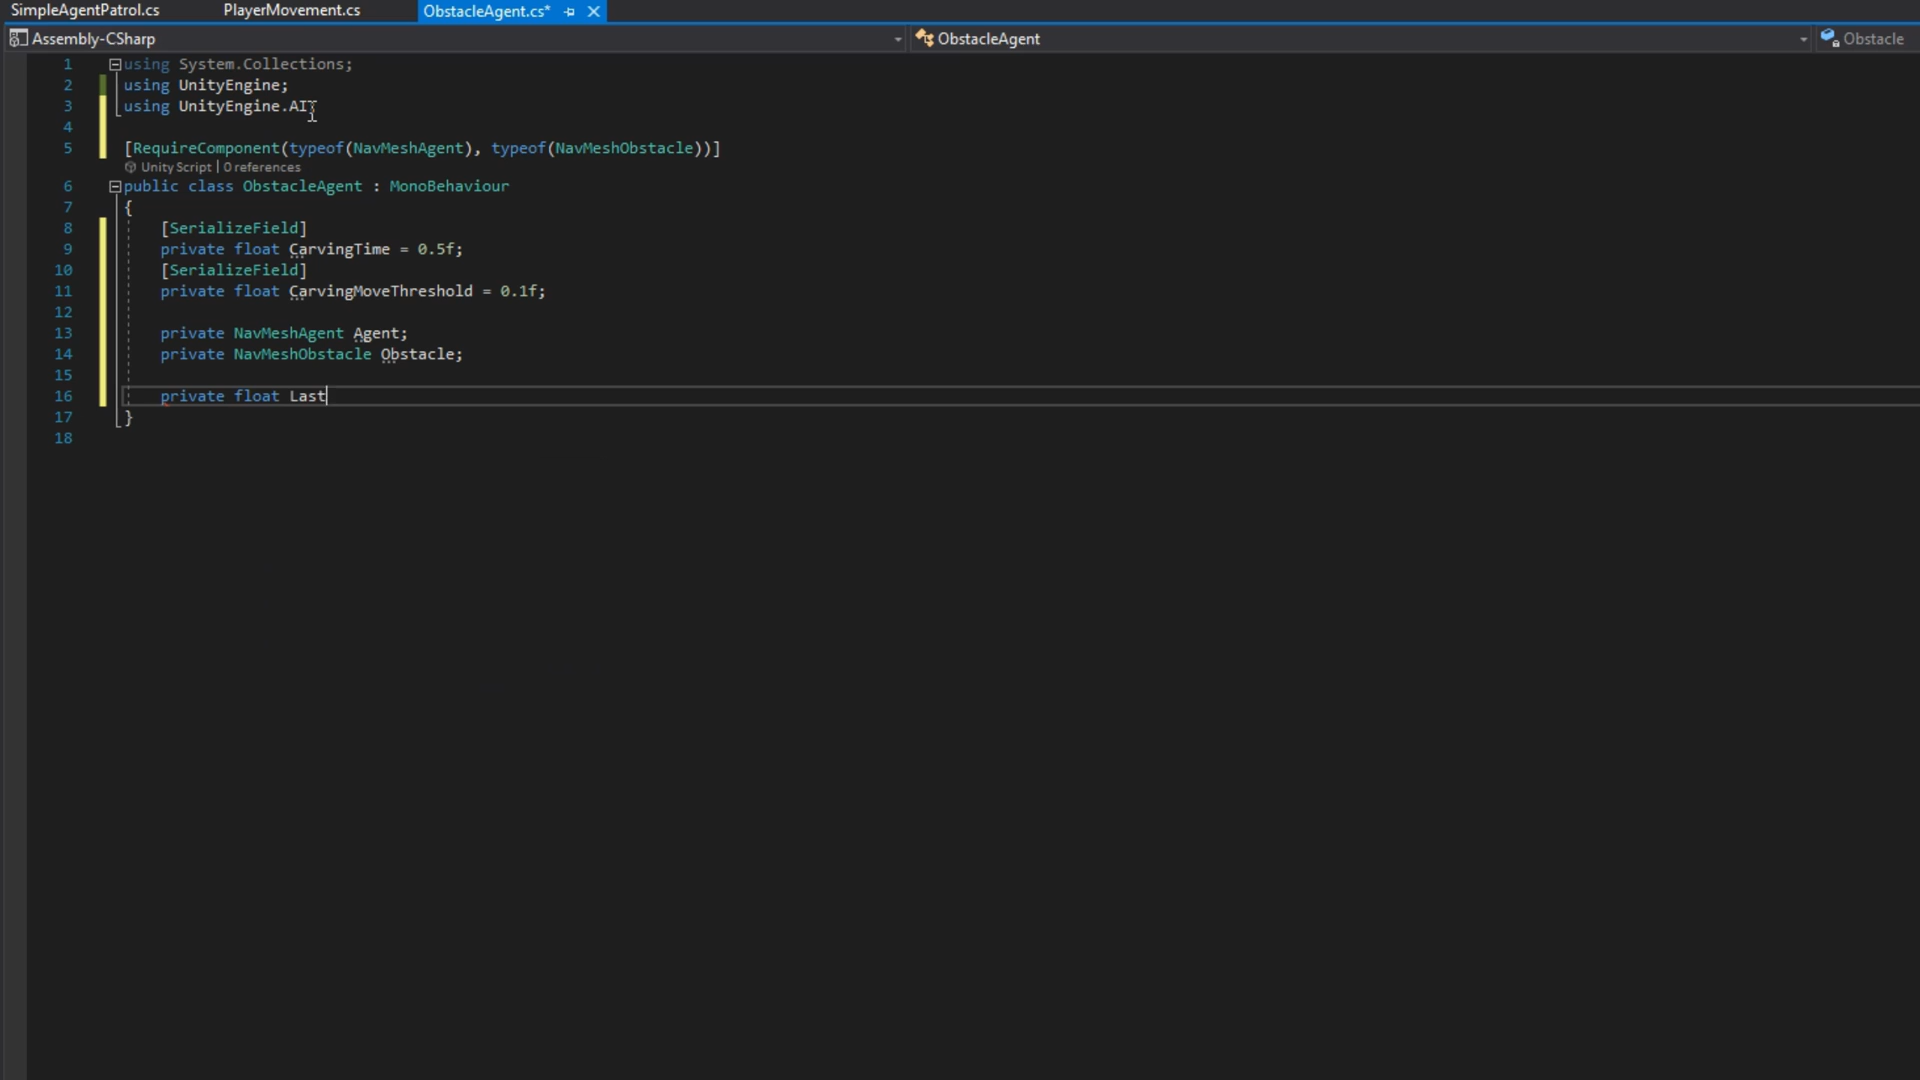 SimpleAgentPatrol.cs PlayerMovement.cs ObstacleAgent.cs*
Assembly-CSharp ObstacleAgent Obstacle
1 using System.Collections;
2 using UnityEngine;
3 using UnityEngine.AI
4
5 [RequireComponent(typeof(NavMeshAgent), typeof(NavMeshObstacle))]
Unity Script | 0 references
6 public class ObstacleAgent : MonoBehaviour
7 {
8 [SerializeField]
9 private float CarvingTime = 0.5f;
10 [SerializeField]
11 private float CarvingMoveThreshold = 0.1f;
12
13 private NavMeshAgent Agent;
14 private NavMeshObstacle Obstacle;
15
16 private float Last
17 }
18